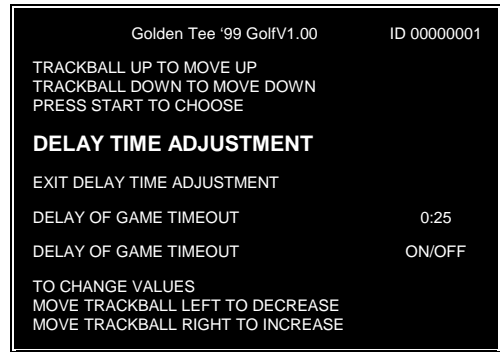 Golden Tee ‘99 GolfV1.00 ID 00000001
TRACKBALL UP TO MOVE UP
TRACKBALL DOWN TO MOVE DOWN
PRESS START TO CHOOSE
DELAY TIME ADJUSTMENT
EXIT DELAY TIME ADJUSTMENT
DELAY OF GAME TIMEOUT 0:25
DELAY OF GAME TIMEOUT ON/OFF
TO CHANGE VALUES
MOVE TRACKBALL LEFT TO DECREASE
MOVE TRACKBALL RIGHT TO INCREASE